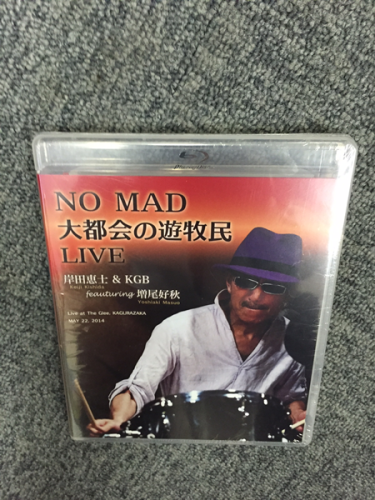 NO MAD
大都会の遊牧民
LIVE
岸田恵士 & KGB
Keiji Kishida
feauturing 増尾好秋
Yoshiaki Masuo
Live at The Glee, KAGURAZAKA
MAY 22, 2014